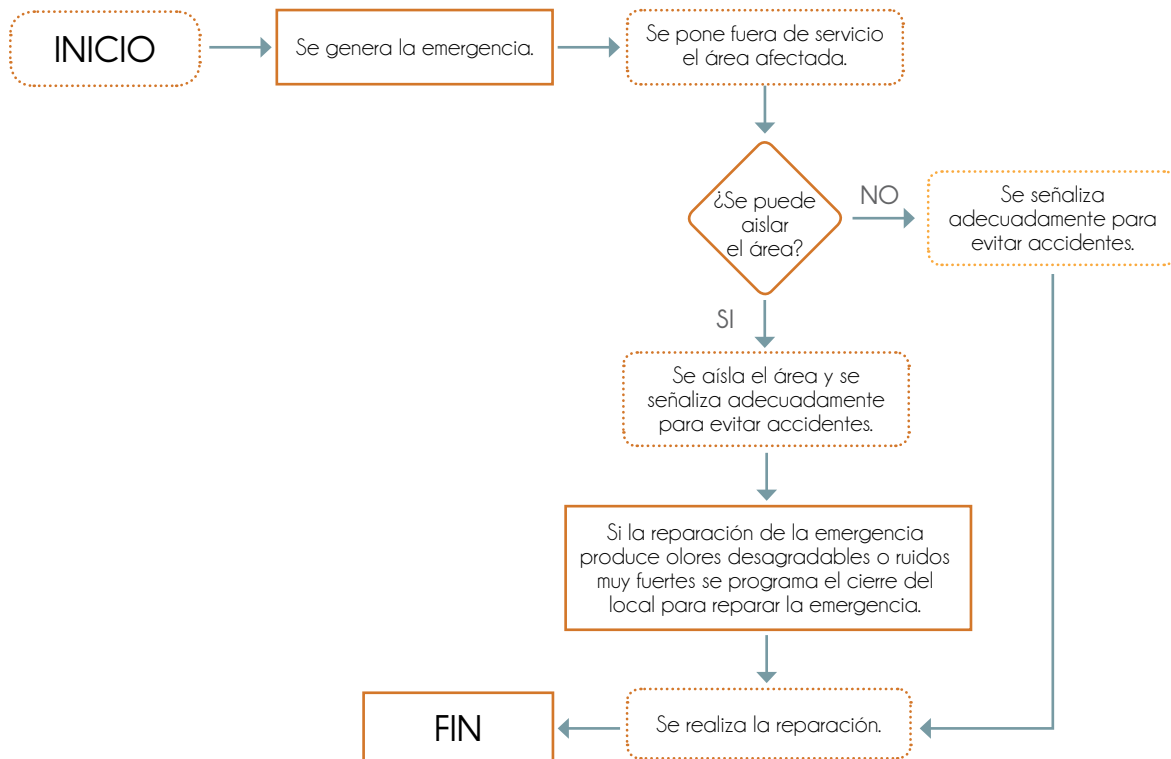 INICIO
Se genera la emergencia.
Se pone fuera de servicio
el área afectada.
¿Se puede
aislar
el área?
NO
Se señaliza
adecuadamente para
evitar accidentes.
SI
Se aísla el área y se
señaliza adecuadamente
para evitar accidentes.
Si la reparación de la emergencia
produce olores desagradables o ruidos
muy fuertes se programa el cierre del
local para reparar la emergencia.
Se realiza la reparación.
FIN